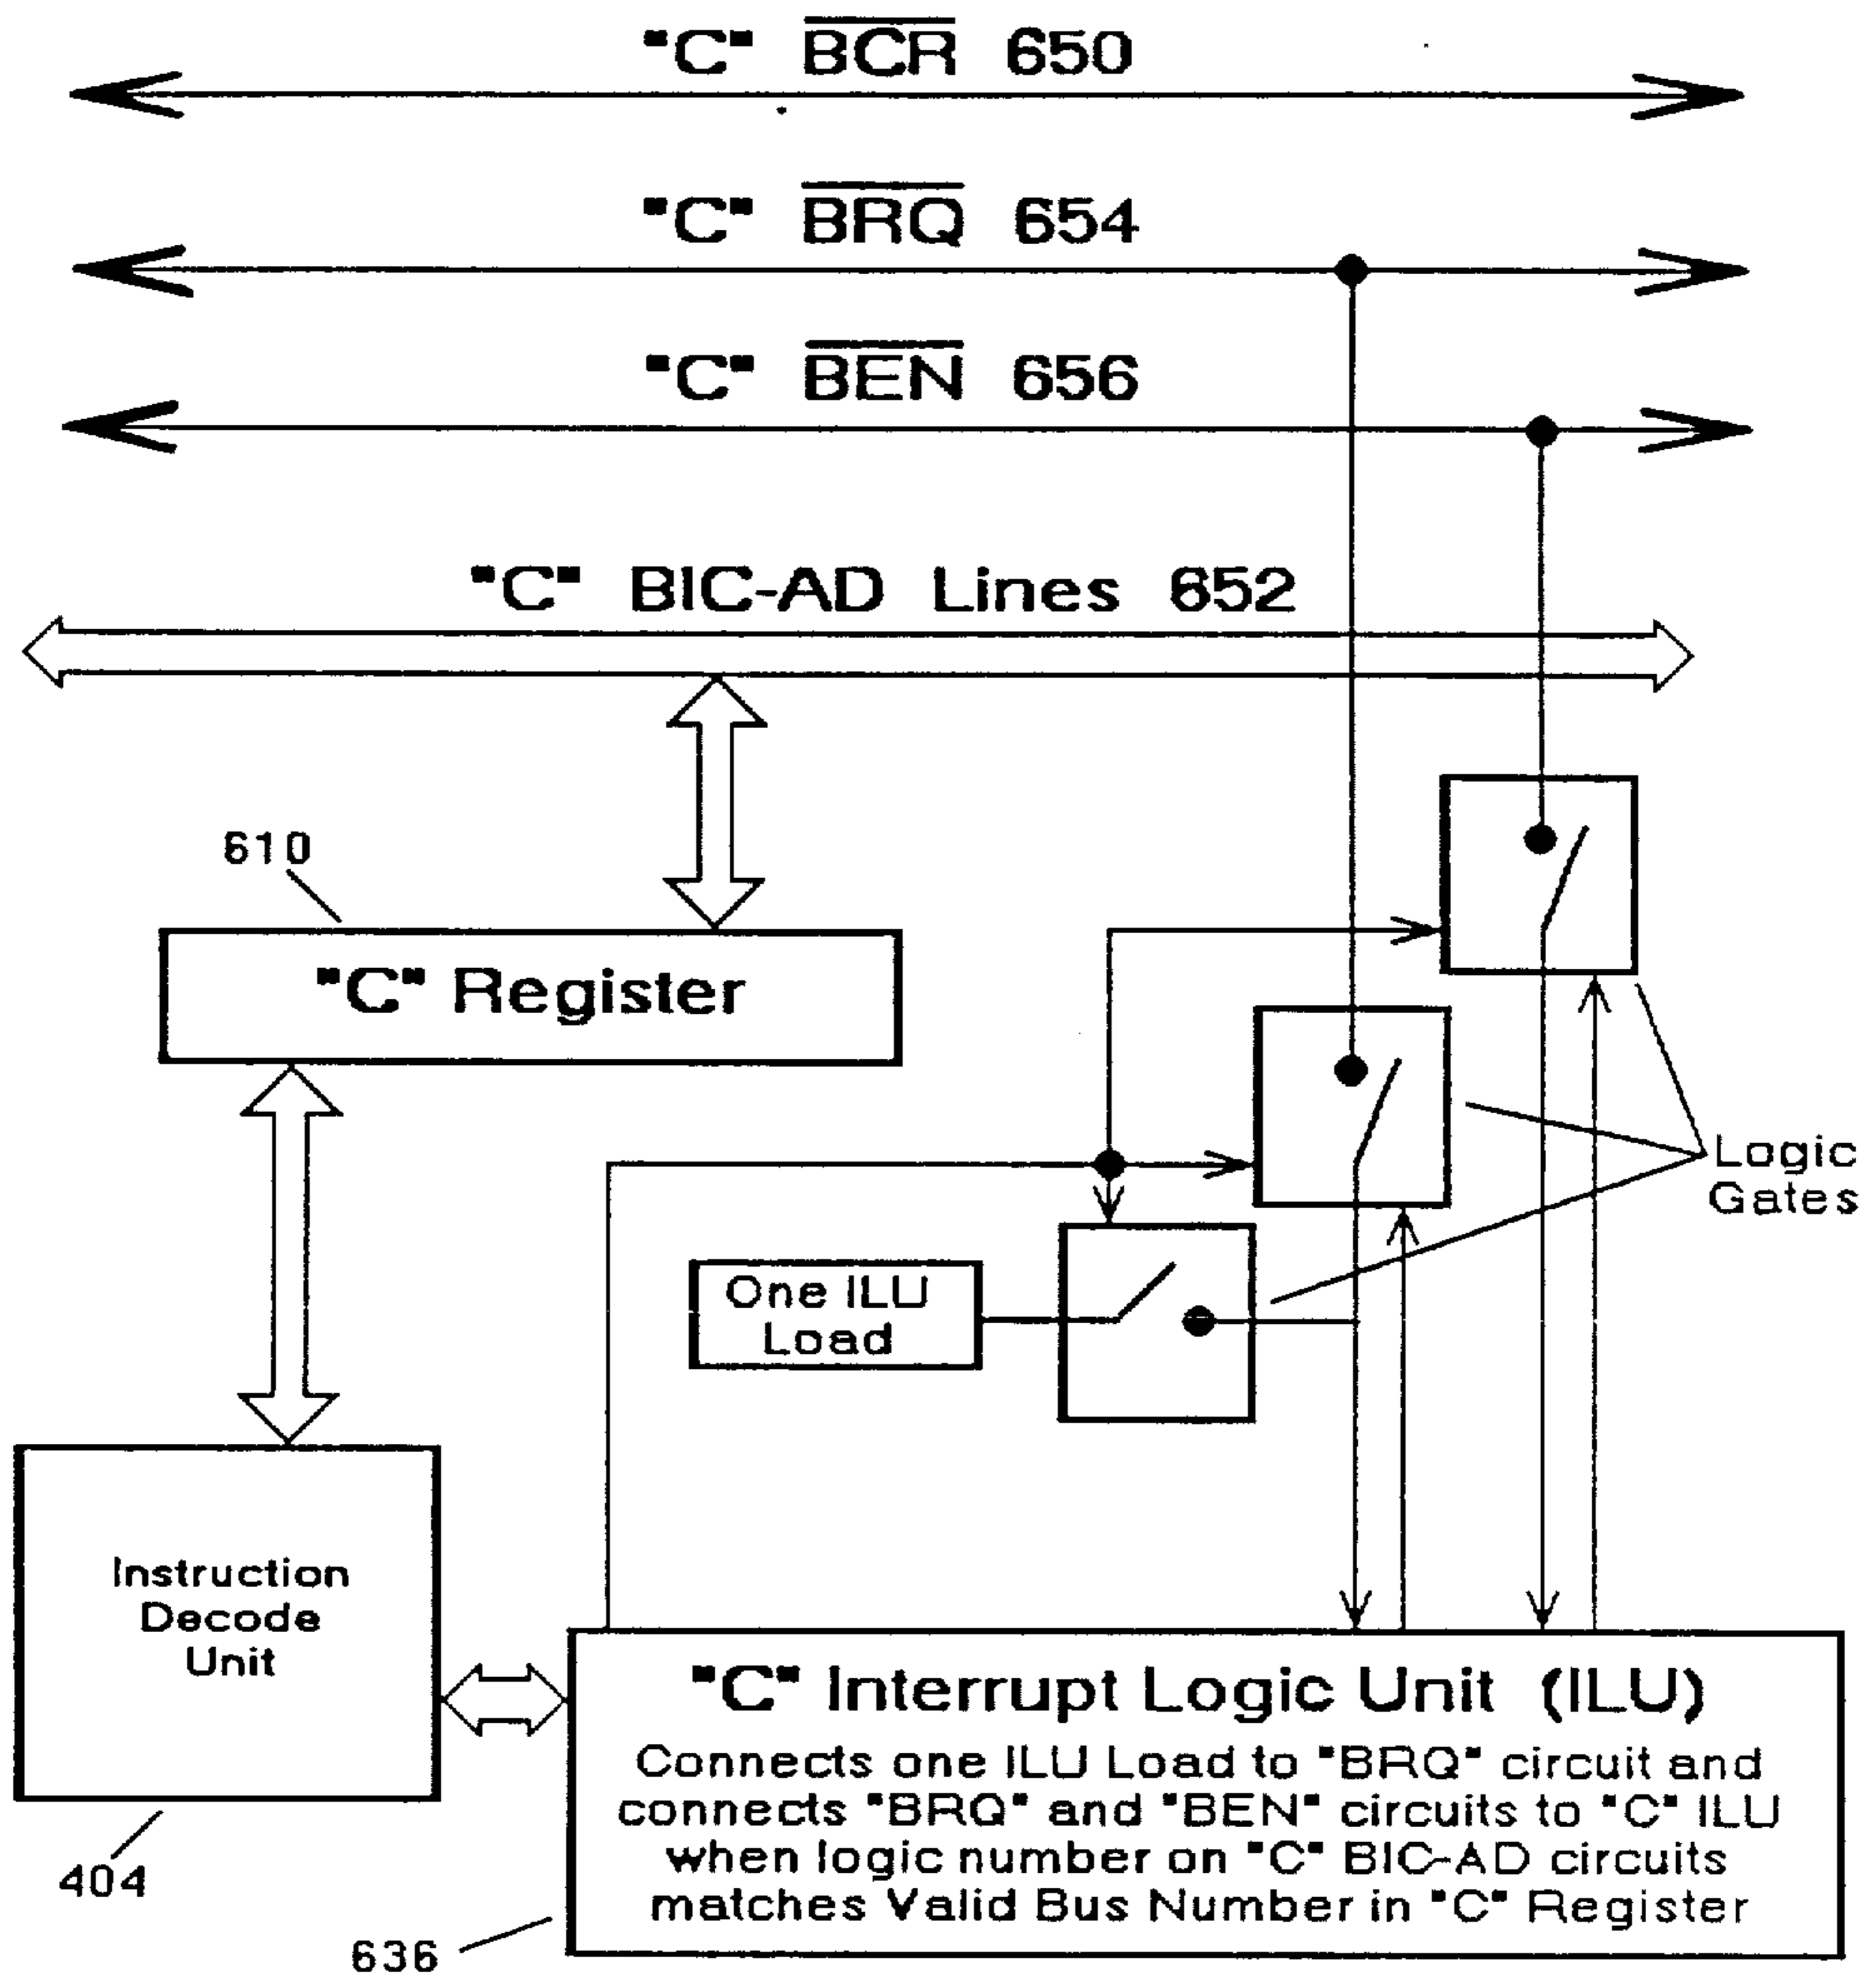 "C" BCR 650
"C" BRQ 654
"C" BEN 656
"C" BIC-AD Lines 652
610
"C" Register
Logic
Gates
One ILU
Load
Instruction
Decode
Unit
404
"C" Interrupt Logic Unit (ILU)
Connects one ILU Load to "BRQ" circuit and
connects "BRQ" and "BEN" circuits to "C" ILU
when logic number on "C" BIC-AD circuits
matches Valid Bus Number in "C" Register
636